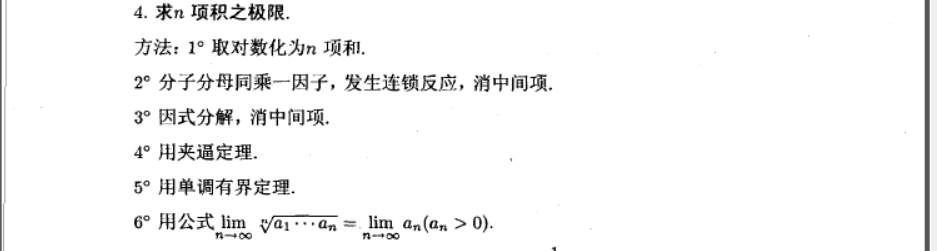 4. 求n 项积之极限.
方法：1° 取对数化为n 项和.
2° 分子分母同乘一因子，发生连锁反应，消中间项.
3° 因式分解，消中间项.
4° 用夹逼定理.
5° 用单调有界定理.
6° 用公式 lim_{n→∞} ⁿ√(a₁⋯aₙ) = lim_{n→∞} aₙ(aₙ > 0).